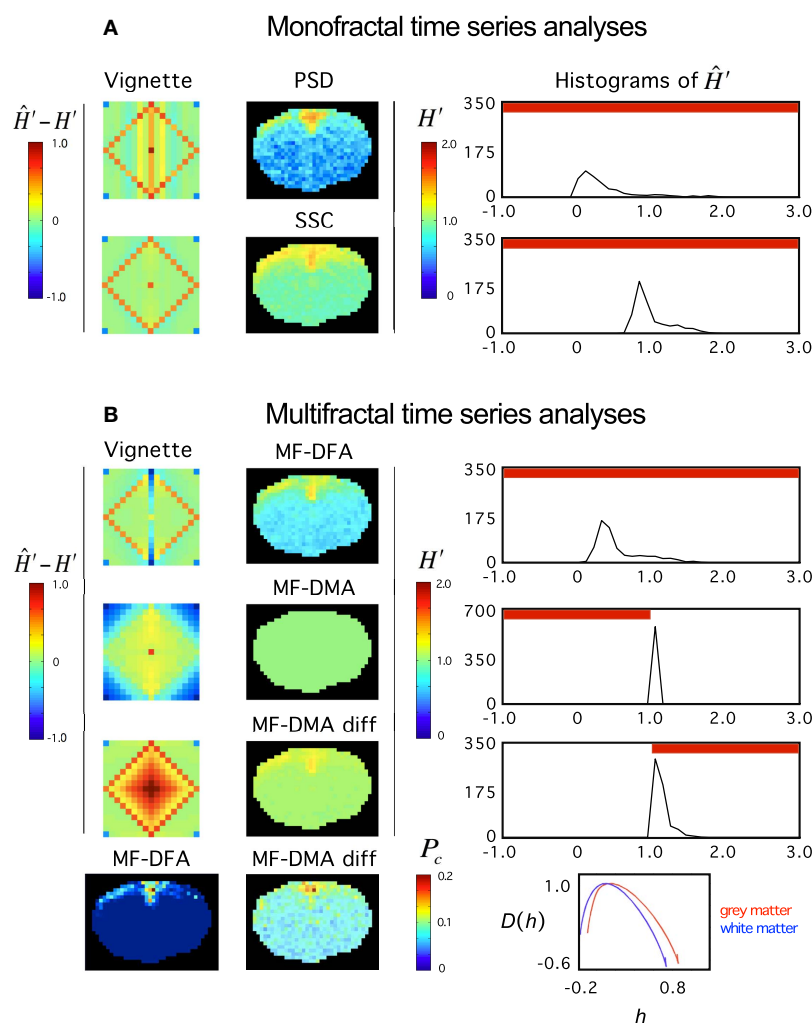 A Monofractal time series analyses
Vignette PSD Histograms of Ĥ'
Ĥ'–H'
1.0
0
-1.0
H'
2.0
1.0
0
350
175
0
-1.0 0 1.0 2.0 3.0
SSC
350
175
0
-1.0 0 1.0 2.0 3.0
B Multifractal time series analyses
Vignette MF-DFA
350
175
0
-1.0 0 1.0 2.0 3.0
Ĥ'–H'
1.0
0
-1.0
H'
2.0
1.0
0
MF-DMA
700
350
0
-1.0 0 1.0 2.0 3.0
MF-DMA diff
350
175
0
-1.0 0 1.0 2.0 3.0
MF-DFA MF-DMA diff
Pc
0.2
0.1
0
D(h)
1.0
-0.6
-0.2 0.8
h
grey matter
white matter